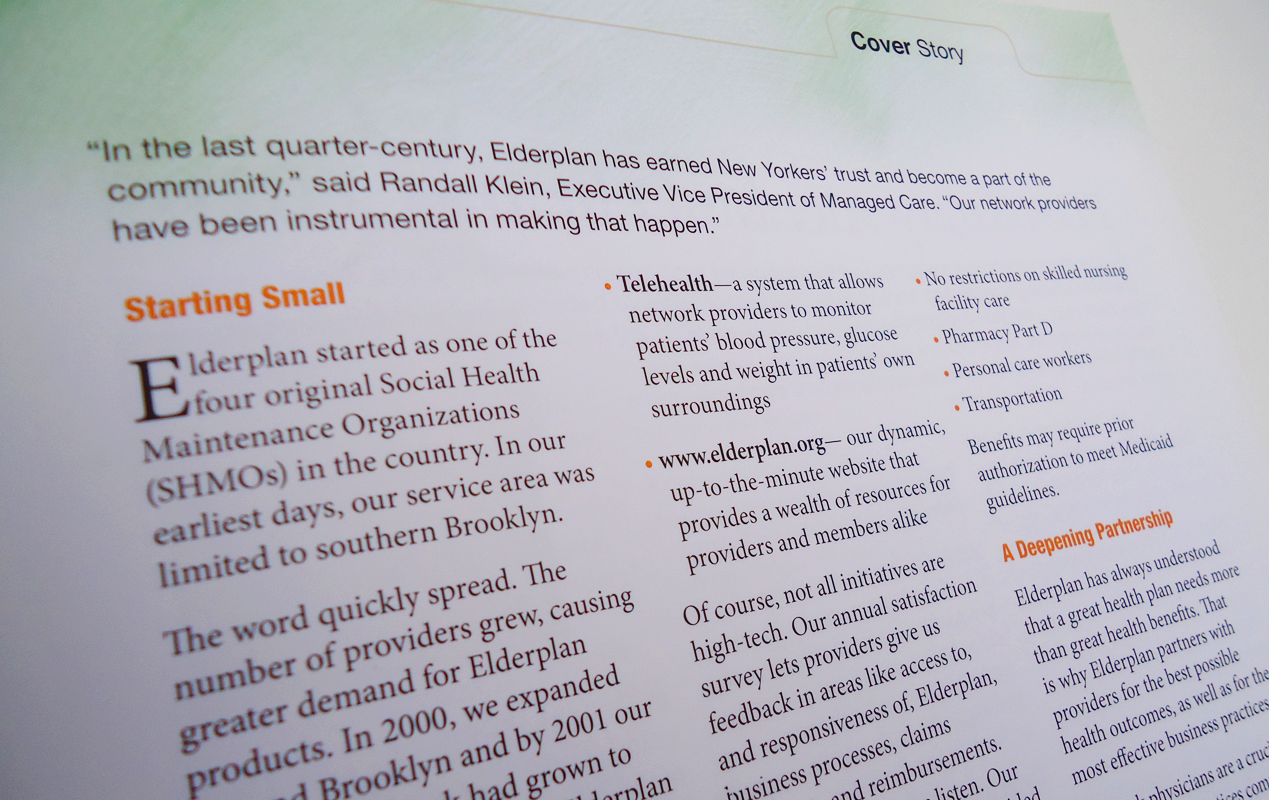 Cover Story
“In the last quarter-century, Elderplan has earned New Yorkers’ trust and become a part of the
community,” said Randall Klein, Executive Vice President of Managed Care. “Our network providers
have been instrumental in making that happen.”
Starting Small
Elderplan started as one of the
four original Social Health
Maintenance Organizations
(SHMOs) in the country. In our
earliest days, our service area was
limited to southern Brooklyn.
The word quickly spread. The
number of providers grew, causing
greater demand for Elderplan
products. In 2000, we expanded
Brooklyn and by 2001 our
had grown to
• Telehealth—a system that allows
network providers to monitor
patients’ blood pressure, glucose
levels and weight in patients’ own
surroundings
• www.elderplan.org— our dynamic,
up-to-the-minute website that
provides a wealth of resources for
providers and members alike
Of course, not all initiatives are
high-tech. Our annual satisfaction
survey lets providers give us
feedback in areas like access to,
and responsiveness of, Elderplan,
business processes, claims
and reimbursements.
listen. Our
• No restrictions on skilled nursing
facility care
• Pharmacy Part D
• Personal care workers
• Transportation
Benefits may require prior
authorization to meet Medicaid
guidelines.
A Deepening Partnership
Elderplan has always understood
that a great health plan needs more
than great health benefits. That
is why Elderplan partners with
providers for the best possible
health outcomes, as well as for the
most effective business practices
physicians are a